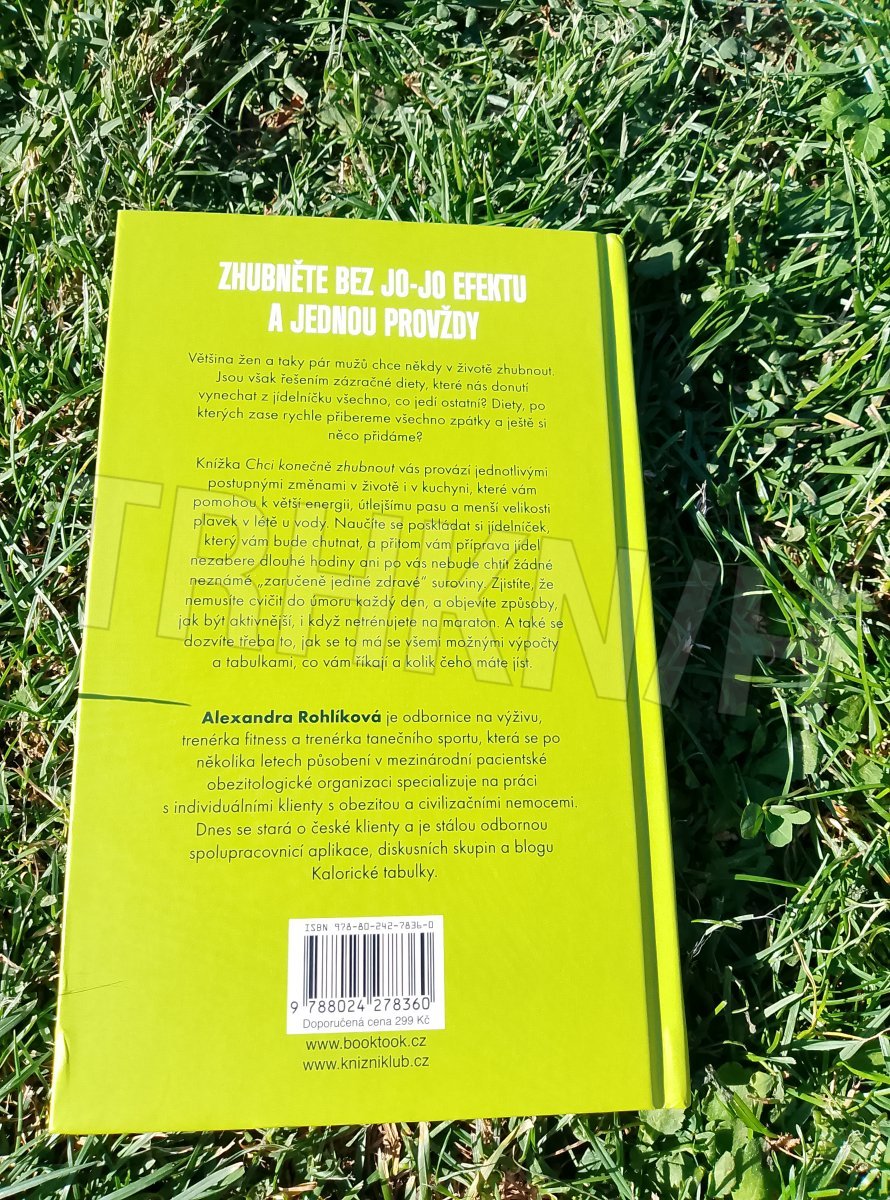 ZHUBNĚTE BEZ JO-JO EFEKTU
A JEDNOU PROVŽDY
Většina žen a taky pár mužů chce někdy v životě zhubnout.
Jsou však řešením zázračné diety, které nás donutí
vynechat z jídelníčku všechno, co jedí ostatní? Diety, po
kterých zase rychle přibereme všechno zpátky a ještě si
něco přidáme?
Knížka Chci konečně zhubnout vás provází jednotlivými
postupnými změnami v životě i v kuchyni, které vám
pomohou k větší energii, útlejšímu pasu a menší velikosti
plavek v létě u vody. Naučíte se poskládat si jídelníček,
který vám bude chutnat, a přitom vám příprava jídel
nezabere dlouhé hodiny ani po vás nebude chtít žádné
neznámé „zaručeně jediné zdravé“ suroviny. Zjistíte, že
nemusíte cvičit do úmoru každý den, a objevíte způsoby,
jak být aktivnější, i když netrénujete na maraton. A také se
dozvíte třeba to, jak se to má se všemi možnými výpočty
a tabulkami, co vám říkají a kolik čeho máte jíst.
TRHKNIH
Alexandra Rohlíková je odbornice na výživu,
trenérka fitness a trenérka tanečního sportu, která se po
několika letech působení v mezinárodní pacientské
obezitologické organizaci specializuje na práci
s individuálními klienty s obezitou a civilizačními nemocemi.
Dnes se stará o české klienty a je stálou odbornou
spolupracovnicí aplikace, diskusních skupin a blogu
Kalorické tabulky.
ISBN 978-80-242-7836-0
9 788024 278360
Doporučená cena 299 Kč
www.booktook.cz
www.knizniklub.cz